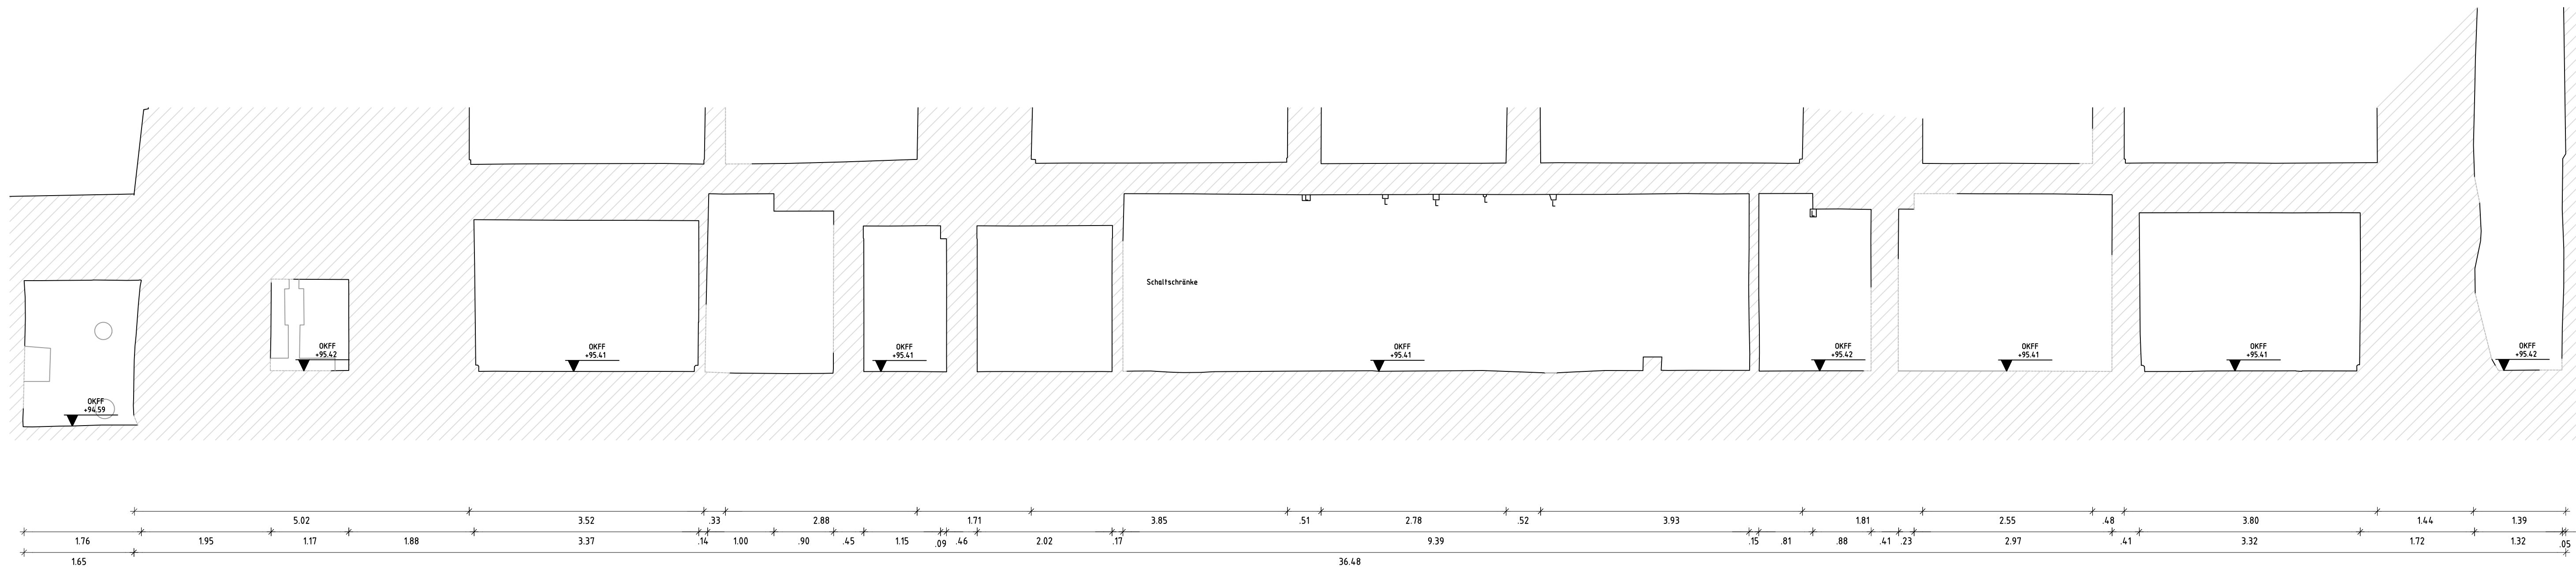 Schaltschränke
OKFF
+95.42
OKFF
+95.41
OKFF
+95.41
OKFF
+95.41
OKFF
+95.42
OKFF
+95.41
OKFF
+95.41
OKFF
+95.42
OKFF
+94.59
5.02 3.52 .33 2.88 1.71 3.85 .51 2.78 .52 3.93 1.81 2.55 .48 3.80 1.44 1.39
1.76 1.95 1.17 1.88 3.37 .14 1.00 .90 .45 1.15 .09 .46 2.02 .17 9.39 .15 .81 .88 .41 .23 2.97 .41 3.32 1.72 1.32 .05
1.65 36.48